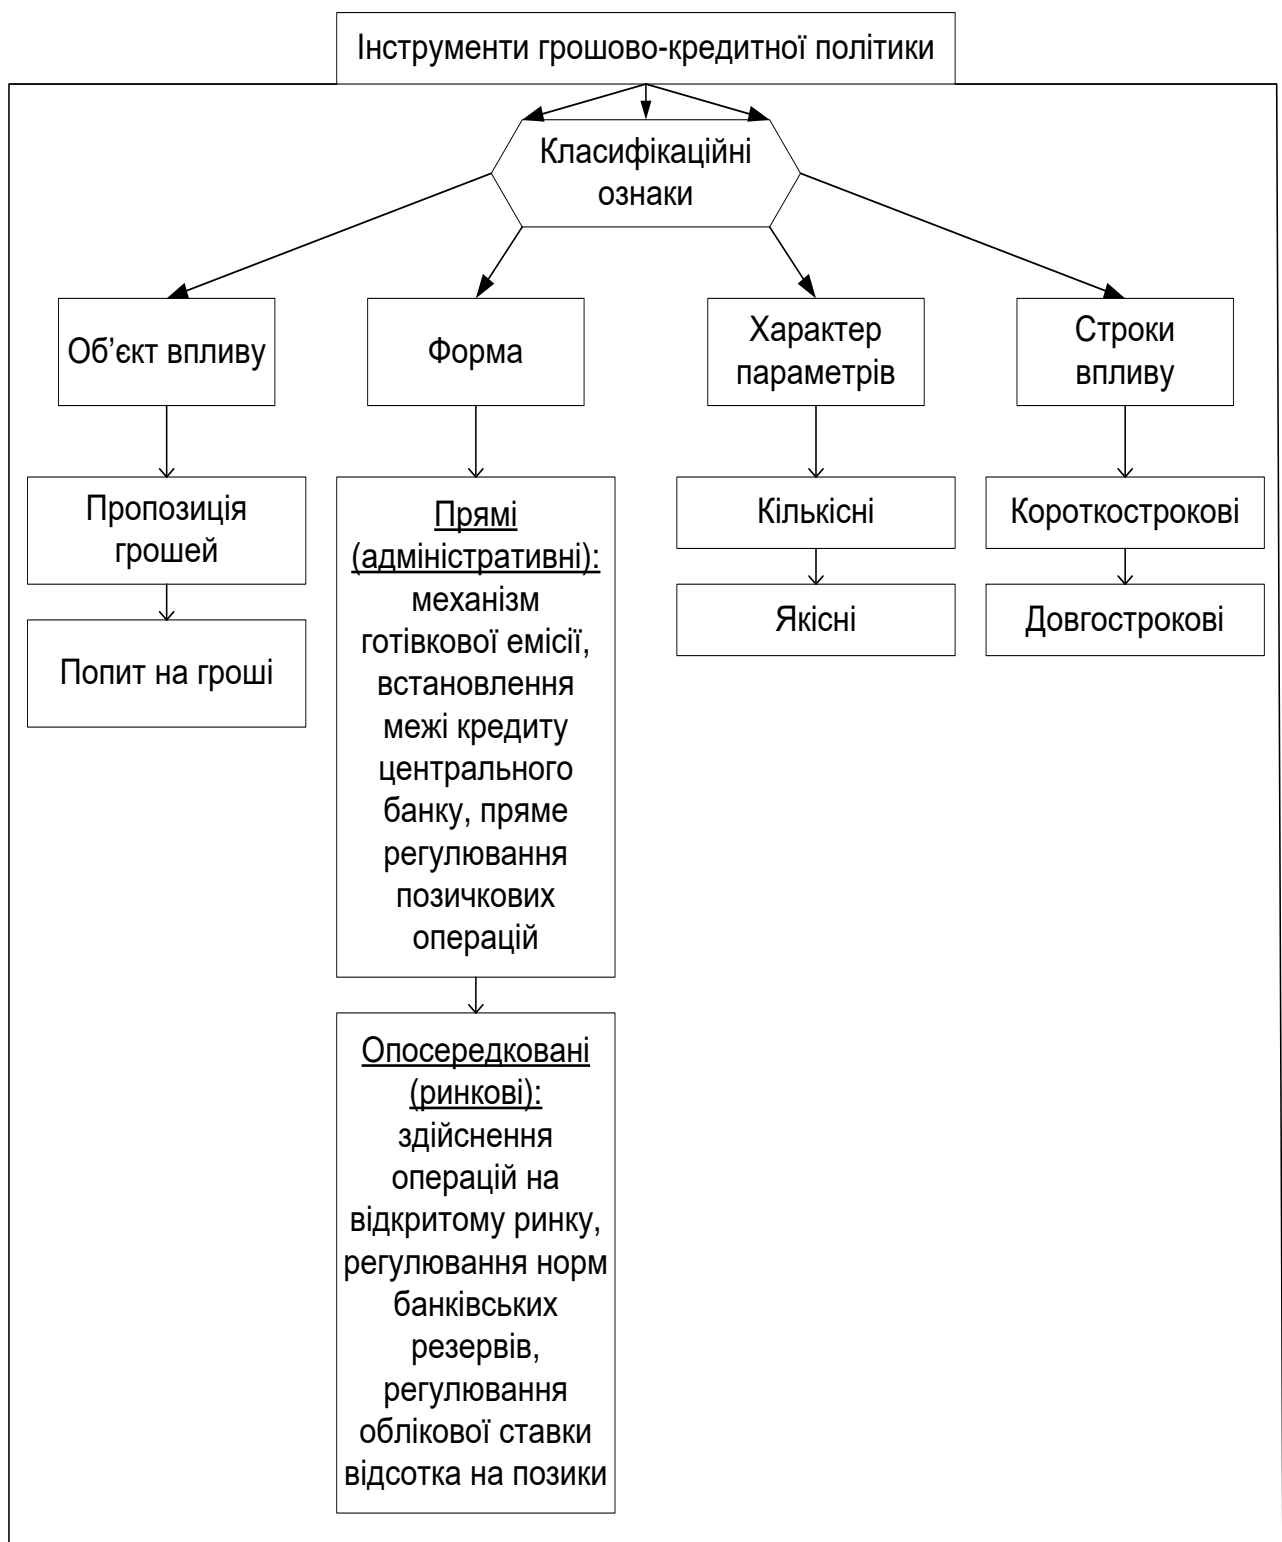 Інструменти грошово-кредитної політики
Класифікаційні
ознаки
Об’єкт впливу
Форма
Характер
параметрів
Строки
впливу
Пропозиція
грошей
Попит на гроші
Прямі
(адміністративні):
механізм
готівкової емісії,
встановлення
межі кредиту
центрального
банку, пряме
регулювання
позичкових
операцій
Опосередковані
(ринкові):
здійснення
операцій на
відкритому ринку,
регулювання норм
банківських
резервів,
регулювання
облікової ставки
відсотка на позики
Кількісні
Якісні
Короткострокові
Довгострокові